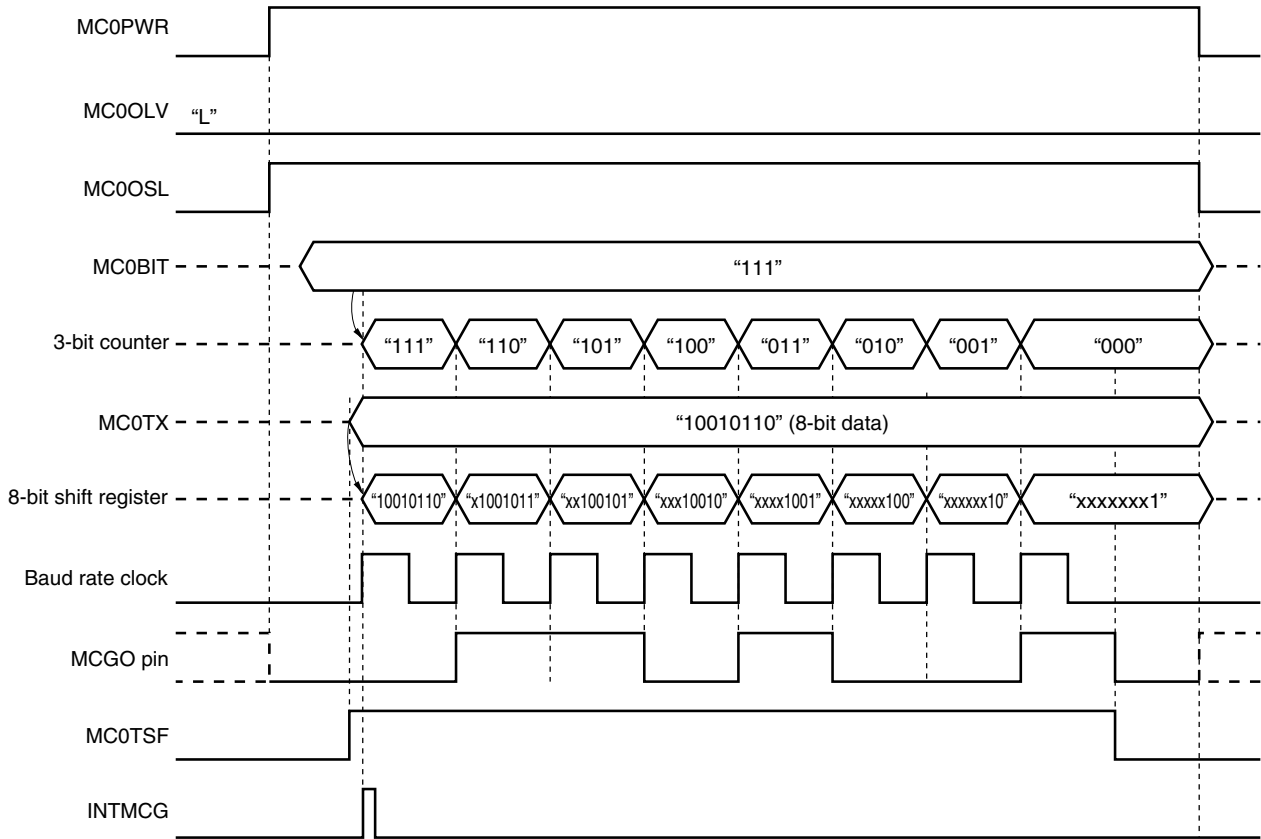 MC0PWR
MC0OLV “L”
MC0OSL
MC0BIT “111”
3-bit counter “111” “110” “101” “100” “011” “010” “001” “000”
MC0TX “10010110” (8-bit data)
8-bit shift register “10010110” “x1001011” “xx100101” “xxx10010” “xxxx1001” “xxxxx100” “xxxxxx10” “xxxxxxx1”
Baud rate clock
MCGO pin
MC0TSF
INTMCG